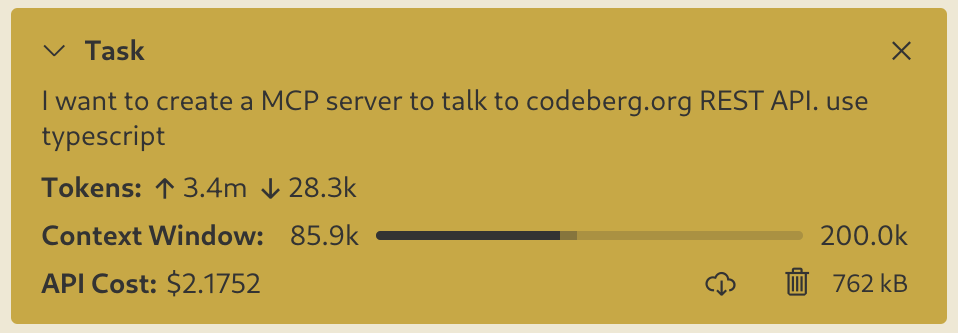 Task
I want to create a MCP server to talk to codeberg.org REST API. use
typescript
Tokens: ↑ 3.4m ↓ 28.3k
Context Window: 85.9k 200.0k
API Cost: $2.1752 762 kB